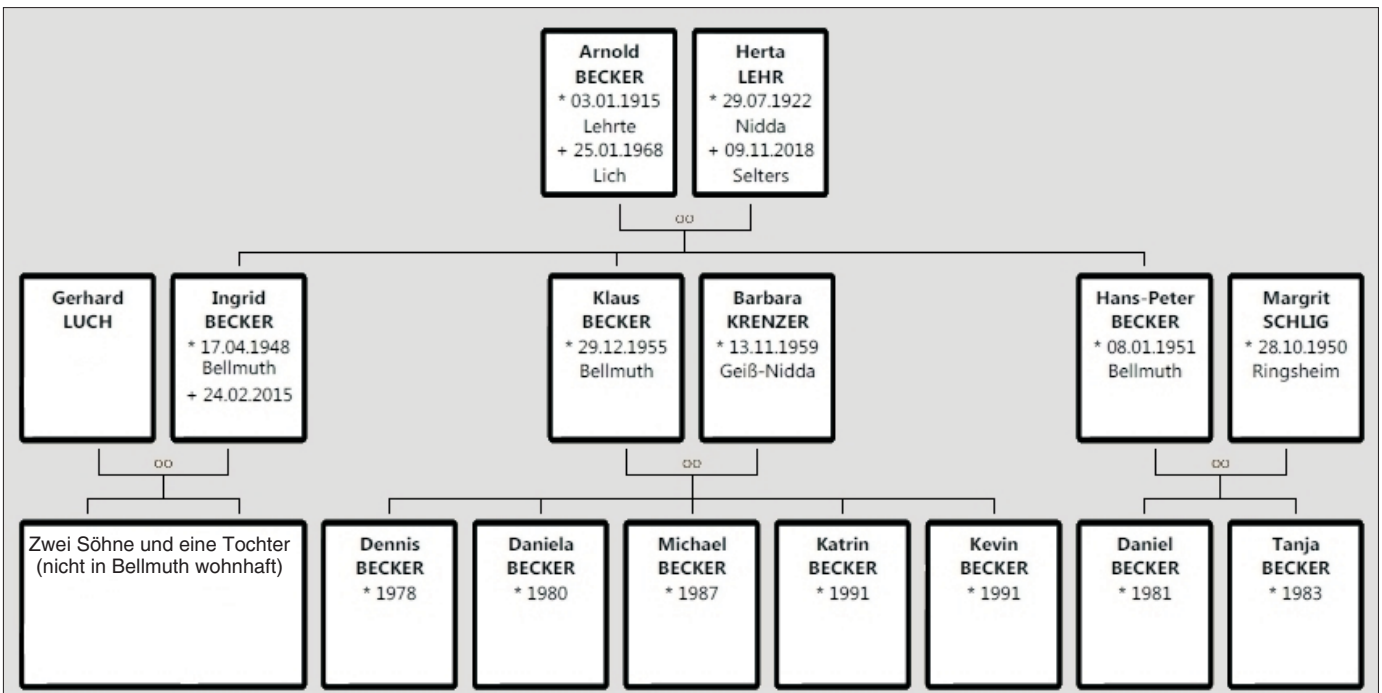 Arnold
BECKER
* 03.01.1915
Lehrte
+ 25.01.1968
Lich
Herta
LEHR
* 29.07.1922
Nidda
+ 09.11.2018
Selters
oo
Gerhard
LUCH
Ingrid
BECKER
* 17.04.1948
Bellmuth
+ 24.02.2015
Klaus
BECKER
* 29.12.1955
Bellmuth
Barbara
KRENZER
* 13.11.1959
Geiß-Nidda
Hans-Peter
BECKER
* 08.01.1951
Bellmuth
Margrit
SCHLIG
* 28.10.1950
Ringsheim
oo
oo
oo
Zwei Söhne und eine Tochter
(nicht in Bellmuth wohnhaft)
Dennis
BECKER
* 1978
Daniela
BECKER
* 1980
Michael
BECKER
* 1987
Katrin
BECKER
* 1991
Kevin
BECKER
* 1991
Daniel
BECKER
* 1981
Tanja
BECKER
* 1983